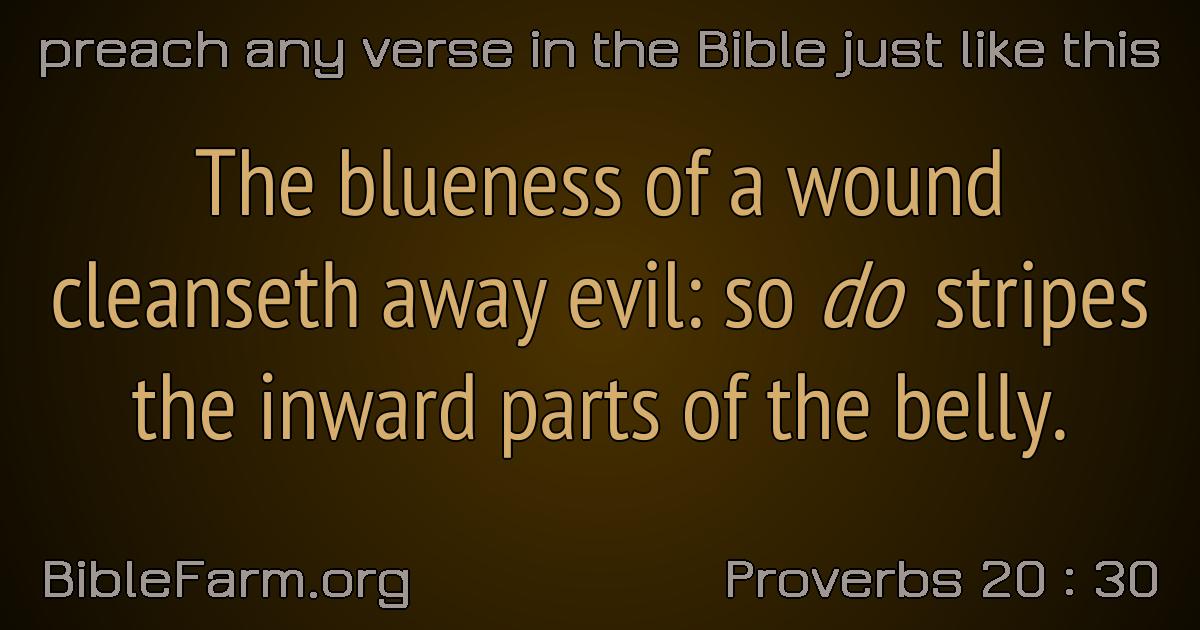 preach any verse in the Bible just like this
The blueness of a wound
cleanseth away evil: so do stripes
the inward parts of the belly.
BibleFarm.org
Proverbs 20 : 30